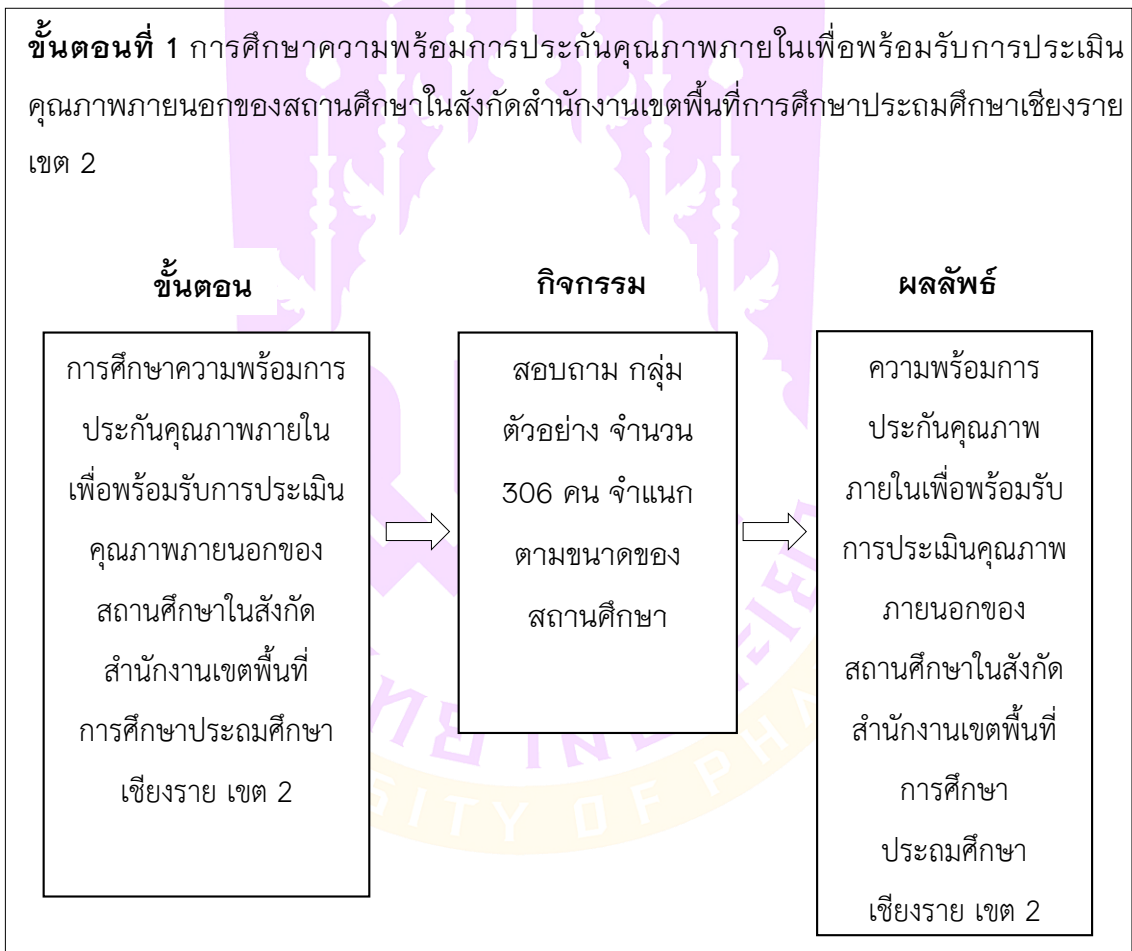 ขั้นตอนที่ 1 การศึกษาความพร้อมการประกันคุณภาพภายในเพื่อพร้อมรับการประเมิน
คุณภาพภายนอกของสถานศึกษาในสังกัดสำนักงานเขตพื้นที่การศึกษาประถมศึกษาเชียงราย
เขต 2
ขั้นตอน
การศึกษาความพร้อมการ
ประกันคุณภาพภายใน
เพื่อพร้อมรับการประเมิน
คุณภาพภายนอกของ
สถานศึกษาในสังกัด
สำนักงานเขตพื้นที่
การศึกษาประถมศึกษา
เชียงราย เขต 2
กิจกรรม
สอบถาม กลุ่ม
ตัวอย่าง จำนวน
306 คน จำแนก
ตามขนาดของ
สถานศึกษา
ผลลัพธ์
ความพร้อมการ
ประกันคุณภาพ
ภายในเพื่อพร้อมรับ
การประเมินคุณภาพ
ภายนอกของ
สถานศึกษาในสังกัด
สำนักงานเขตพื้นที่
การศึกษา
ประถมศึกษา
เชียงราย เขต 2